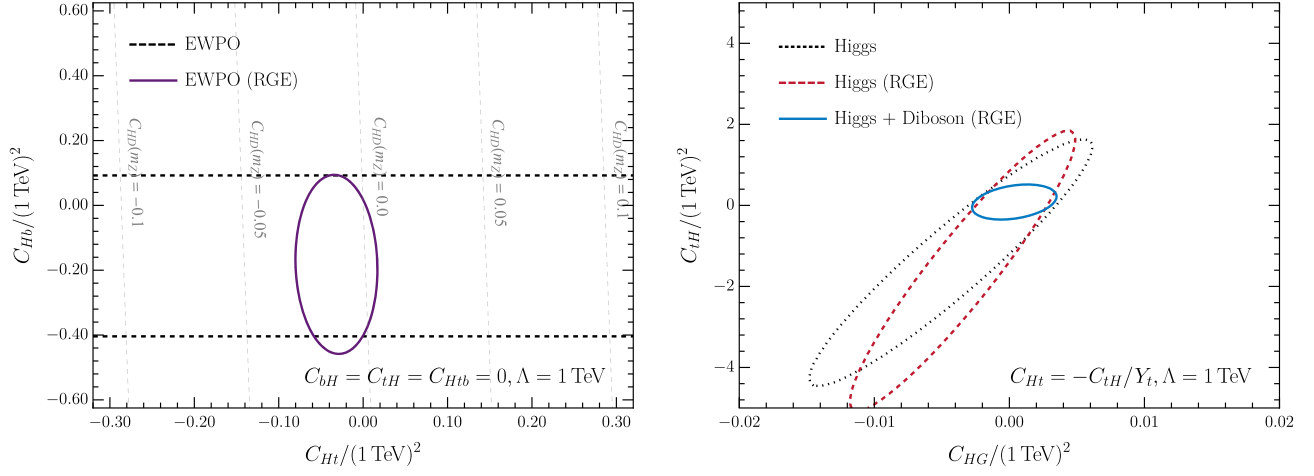 0.60
0.40
0.20
0.00
−0.20
−0.40
−0.60
C_{Hb}/(1 TeV)^2
EWPO
EWPO (RGE)
C_{HD}(m_Z) = −0.1
C_{HD}(m_Z) = −0.05
C_{HD}(m_Z) = 0.0
C_{HD}(m_Z) = 0.05
C_{HD}(m_Z) = 0.1
C_{bH} = C_{tH} = C_{Htb} = 0, Λ = 1 TeV
−0.30
−0.20
−0.10
0.00
0.10
0.20
0.30
C_{Ht}/(1 TeV)^2
4
2
0
−2
−4
C_{tH}/(1 TeV)^2
Higgs
Higgs (RGE)
Higgs + Diboson (RGE)
C_{Ht} = −C_{tH}/Y_t, Λ = 1 TeV
−0.02
−0.01
0.00
0.01
0.02
C_{HG}/(1 TeV)^2